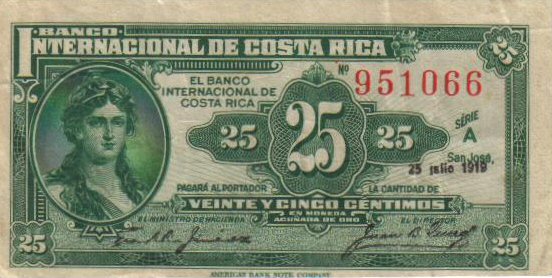 BANCO
INTERNACIONAL DE COSTA RICA
25
EL BANCO
INTERNACIONAL DE
COSTA RICA
Nº 951066
25 25 25
SERIE
A
San José,
25 julio 1919
PAGARÁ AL PORTADOR LA CANTIDAD DE
VEINTE Y CINCO CÉNTIMOS
EN MONEDA
ACUÑADA DE ORO
EL MINISTRO DE HACIENDA
EL DIRECTOR
25 25
AMERICAN BANK NOTE COMPANY